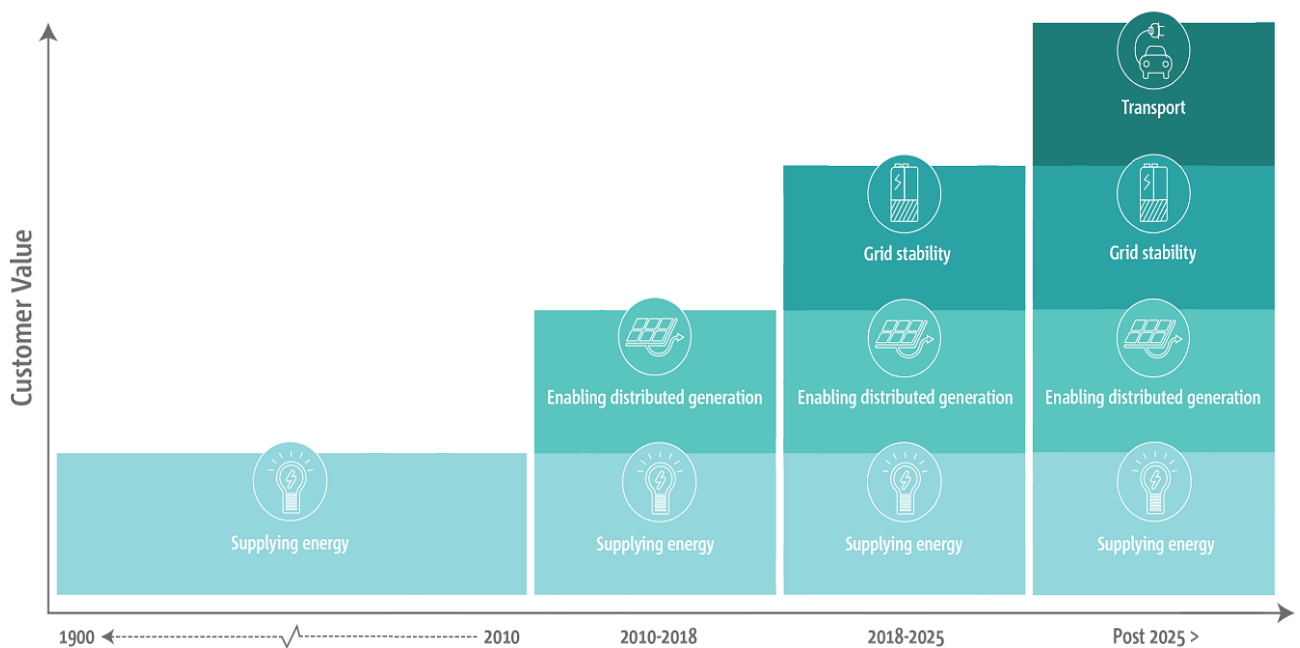 Customer Value
Transport
Grid stability
Grid stability
Enabling distributed generation
Enabling distributed generation
Enabling distributed generation
Supplying energy
Supplying energy
Supplying energy
Supplying energy
1900
2010
2010-2018
2018-2025
Post 2025 >